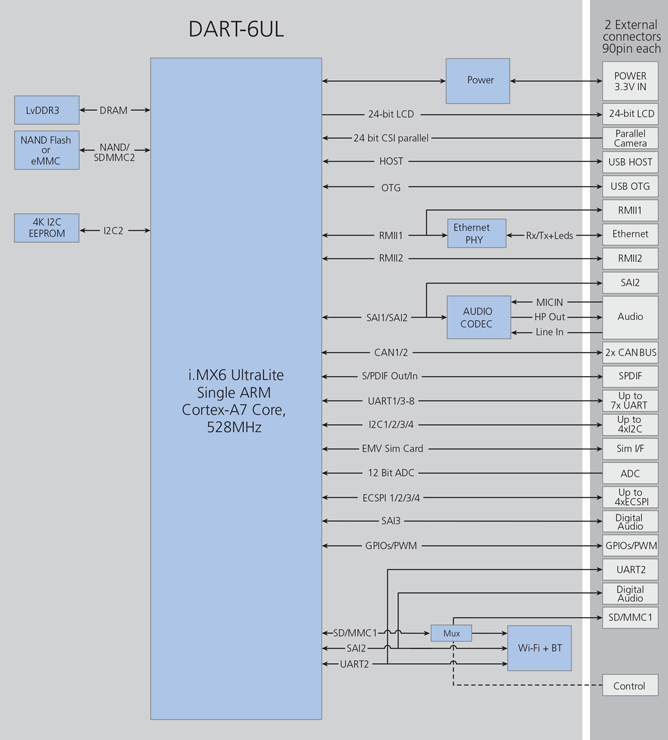 DART-6UL
2 External
connectors
90pin each
Power
POWER
3.3V IN
LvDDR3
DRAM
24-bit LCD
24-bit LCD
NAND Flash
or
eMMC
NAND/
SDMMC2
24 bit CSI parallel
Parallel
Camera
HOST
USB HOST
OTG
USB OTG
4K I2C
EEPROM
I2C2
RMII1
RMII1
Ethernet
PHY
Rx/Tx+Leds
Ethernet
RMII2
RMII2
SAI2
SAI1/SAI2
AUDIO
CODEC
MICIN
HP Out
Line In
Audio
i.MX6 UltraLite
Single ARM
Cortex-A7 Core,
528MHz
CAN1/2
2x CANBUS
S/PDIF Out/In
SPDIF
UART1/3-8
Up to
7x UART
I2C1/2/3/4
Up to
4xI2C
EMV Sim Card
Sim I/F
12 Bit ADC
ADC
ECSPI 1/2/3/4
Up to
4xECSPI
SAI3
Digital
Audio
GPIOs/PWM
GPIOs/PWM
UART2
Digital
Audio
SD/MMC1
SD/MMC1
Mux
SAI2
Wi-Fi + BT
UART2
Control